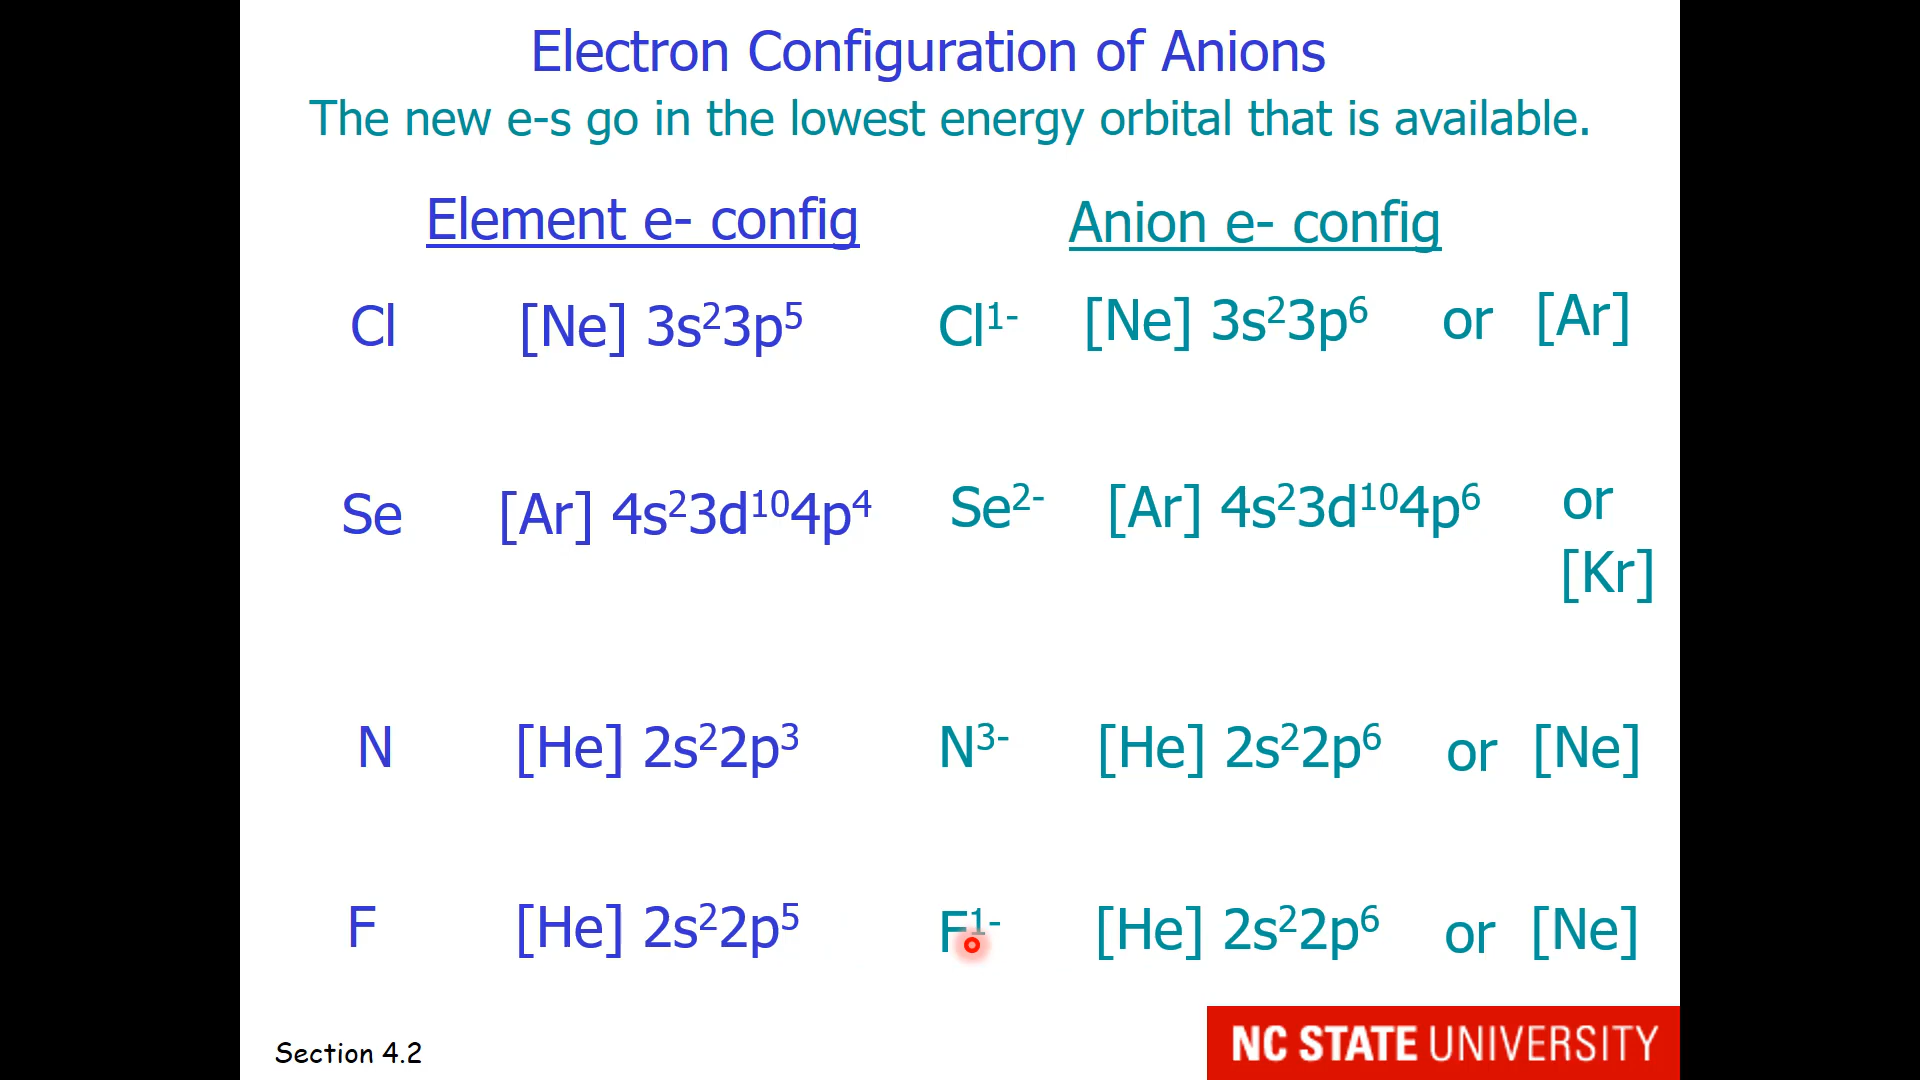 Electron Configuration of Anions
The new e-s go in the lowest energy orbital that is available.
Element e- config Anion e- config
Cl [Ne] 3s²3p⁵ Cl¹⁻ [Ne] 3s²3p⁶ or [Ar]
Se [Ar] 4s²3d¹⁰4p⁴ Se²⁻ [Ar] 4s²3d¹⁰4p⁶ or
[Kr]
N [He] 2s²2p³ N³⁻ [He] 2s²2p⁶ or [Ne]
F [He] 2s²2p⁵ F¹⁻ [He] 2s²2p⁶ or [Ne]
Section 4.2
NC STATE UNIVERSITY